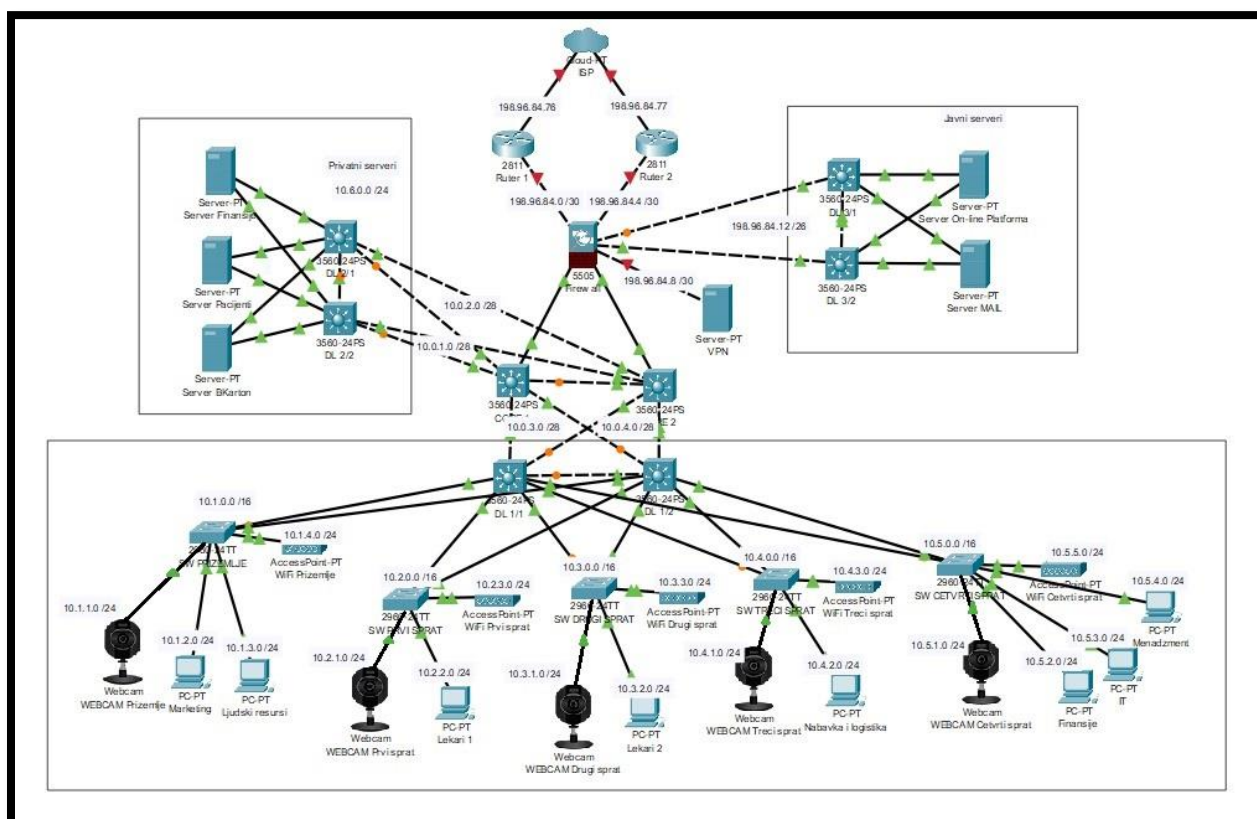 Cloud-PT
ISP
198.96.84.76
198.96.84.77
2811
Ruter 1
2811
Ruter 2
198.96.84.0 /30
198.96.84.4 /30
5505
Firewall
198.96.84.8 /30
Server-PT
VPN
Privatni serveri
10.6.0.0 /24
Server-PT
Server Finansije
Server-PT
Server Pacijenti
Server-PT
Server BKarton
3560-24PS
DL 2/1
3560-24PS
DL 2/2
10.0.2.0 /28
10.0.1.0 /28
Javni serveri
3560-24PS
DL 3/1
3560-24PS
DL 3/2
198.96.84.12 /26
Server-PT
Server On-line Platforma
Server-PT
Server MAIL
3560-24PS
3560-24PS
10.0.3.0 /28
10.0.4.0 /28
3560-24PS
DL 1/1
3560-24PS
DL 1/2
10.1.0.0 /16
2960-24TT
SW PRIZEMLJE
10.1.4.0 /24
AccessPoint-PT
WiFi Prizemlje
10.1.1.0 /24
Webcam
WEBCAM Prizemlje
10.1.2.0 /24
PC-PT
Marketing
10.1.3.0 /24
PC-PT
Ljudski resursi
10.2.0.0 /16
2960-24TT
SW PRVI SPRAT
10.2.3.0 /24
AccessPoint-PT
WiFi Prvi sprat
10.2.1.0 /24
Webcam
WEBCAM Prvi sprat
10.2.2.0 /24
PC-PT
Lekari 1
10.3.0.0 /16
2960-24TT
SW DRUGI SPRAT
10.3.3.0 /24
AccessPoint-PT
WiFi Drugi sprat
10.3.1.0 /24
Webcam
WEBCAM Drugi sprat
10.3.2.0 /24
PC-PT
Lekari 2
10.4.0.0 /16
2960-24TT
SW TRECI SPRAT
10.4.3.0 /24
AccessPoint-PT
WiFi Treci sprat
10.4.1.0 /24
Webcam
WEBCAM Treci sprat
10.4.2.0 /24
PC-PT
Nabavka i logistika
10.5.0.0 /16
2960-24TT
SW CETVRTI SPRAT
10.5.5.0 /24
AccessPoint-PT
WiFi Cetvrti sprat
10.5.4.0 /24
PC-PT
Menadzment
10.5.1.0 /24
Webcam
WEBCAM Cetvrti sprat
10.5.2.0 /24
PC-PT
Finansije
10.5.3.0 /24
PC-PT
IT